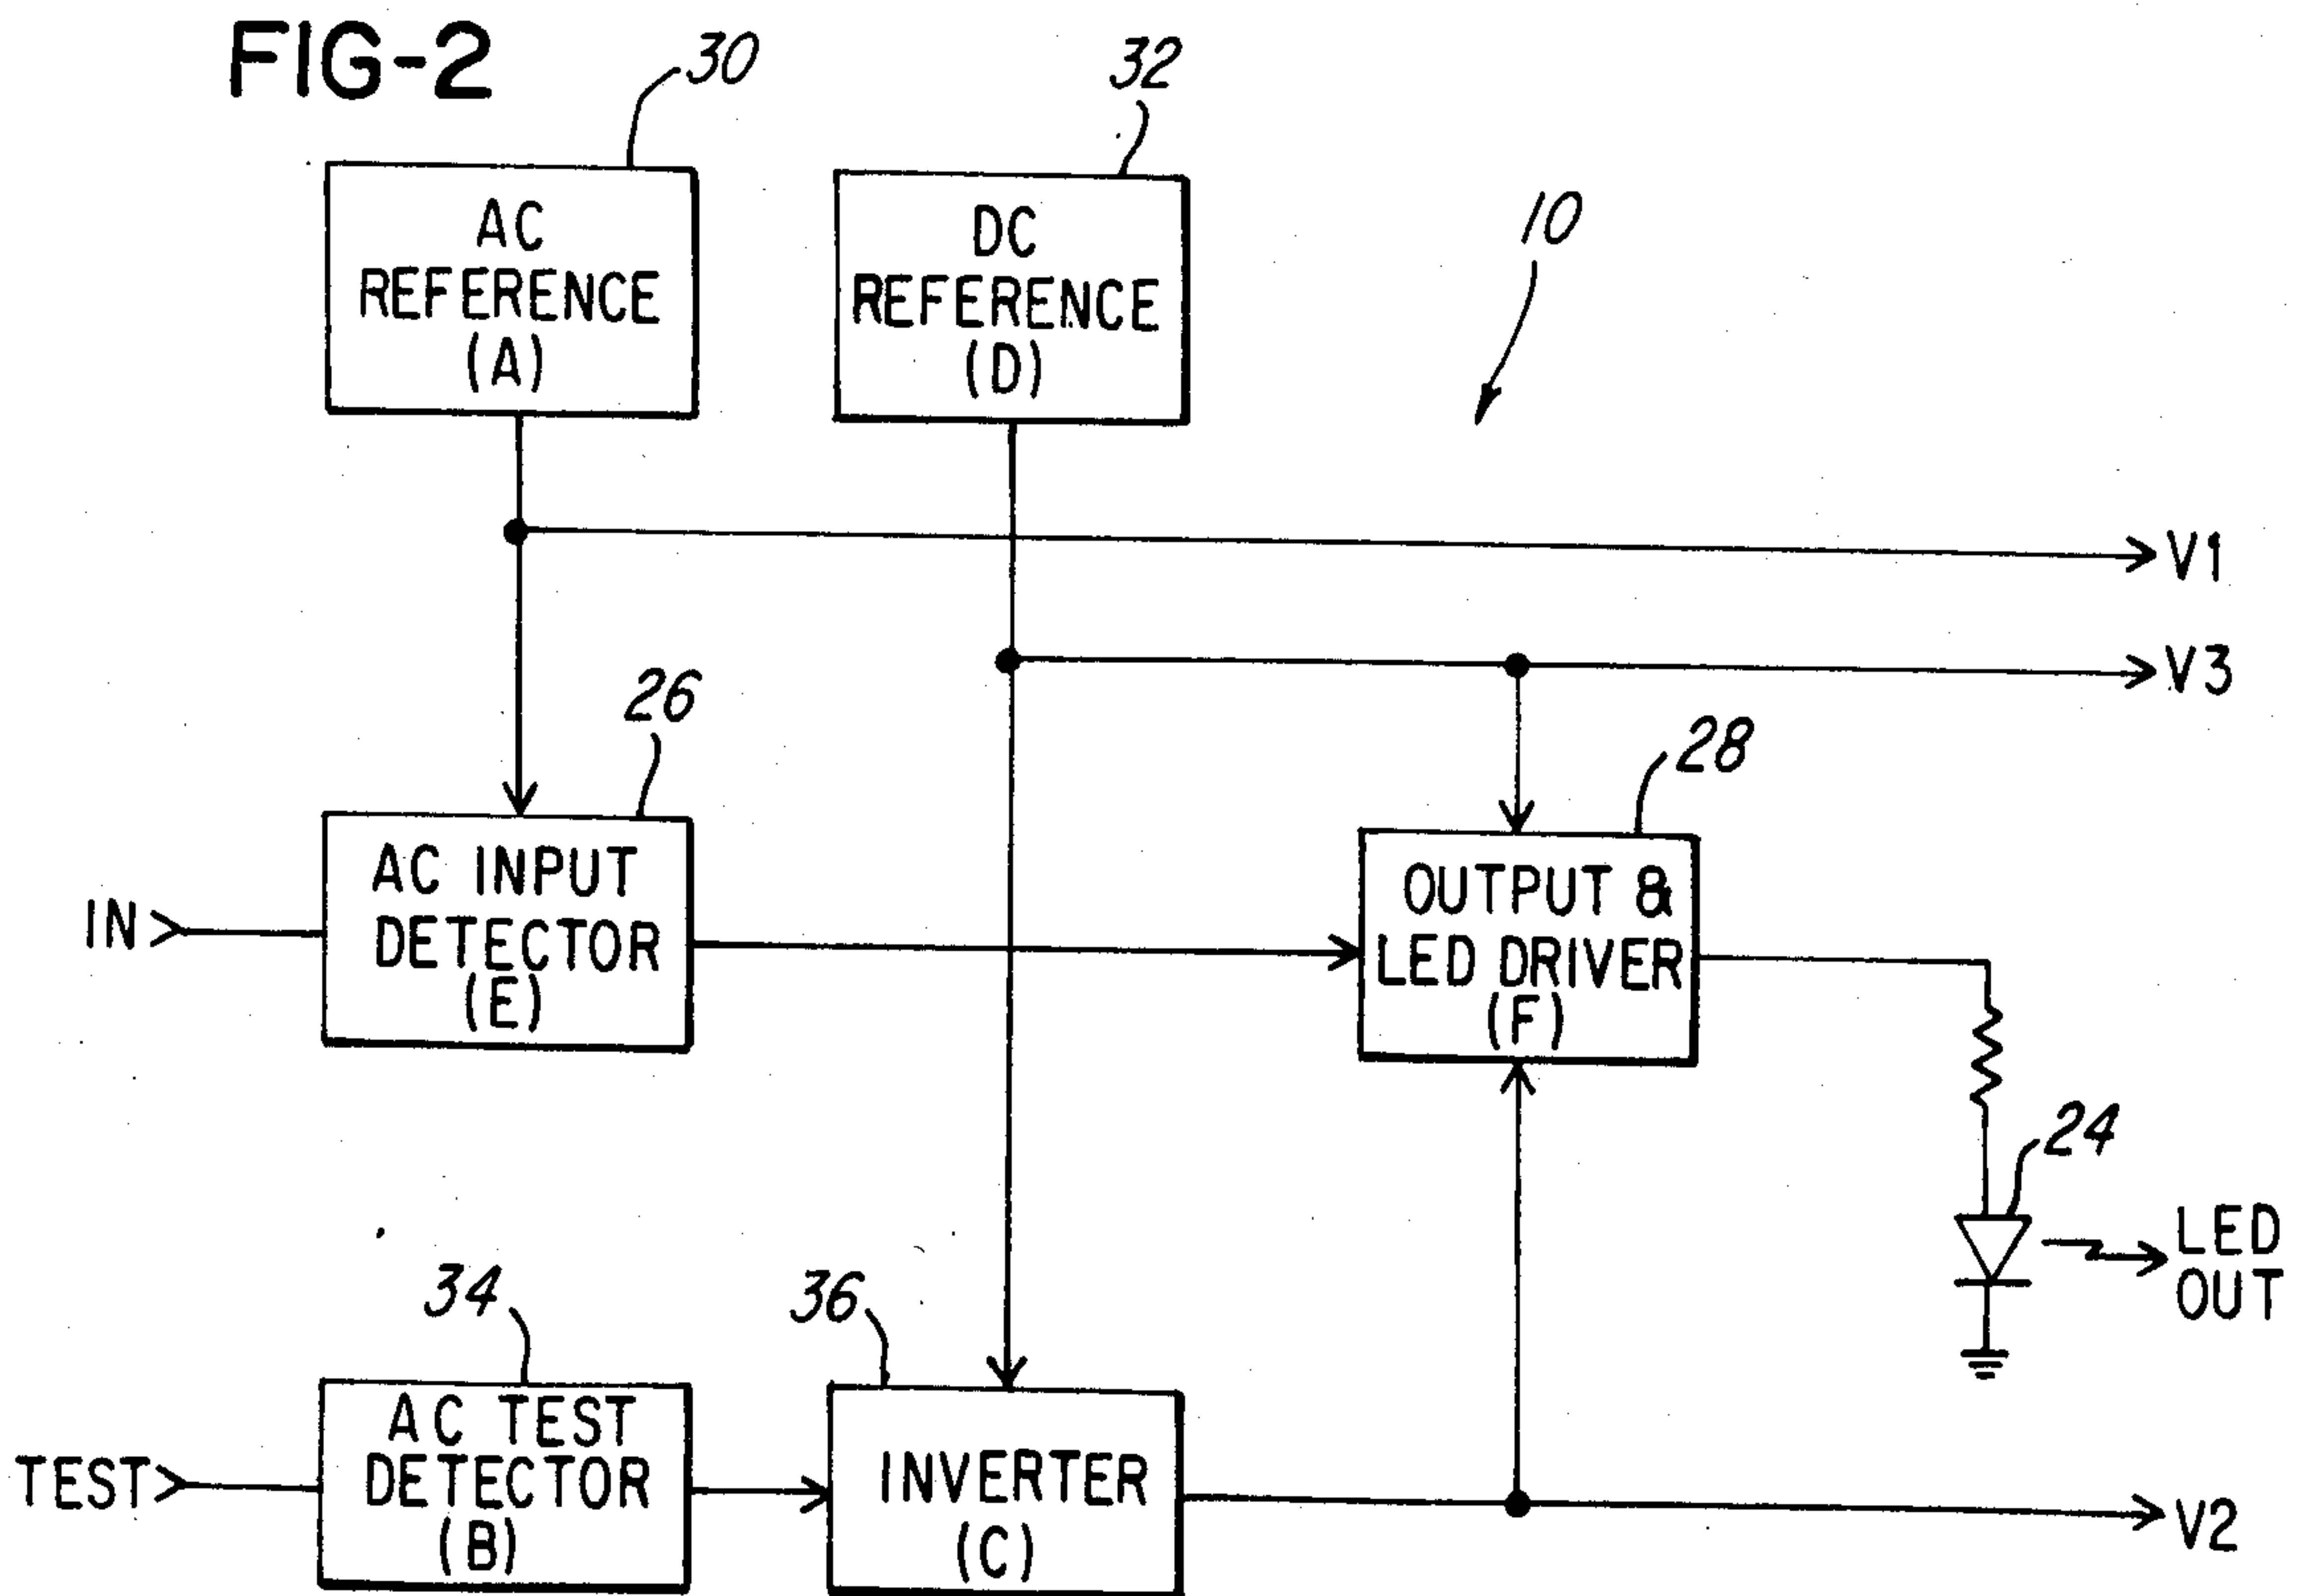 FIG-2
30
32
10
AC
REFERENCE
(A)
DC
REFERENCE
(D)
V1
V3
26
28
IN
AC INPUT
DETECTOR
(E)
OUTPUT &
LED DRIVER
(F)
24
LED
OUT
34
36
TEST
AC TEST
DETECTOR
(B)
INVERTER
(C)
V2